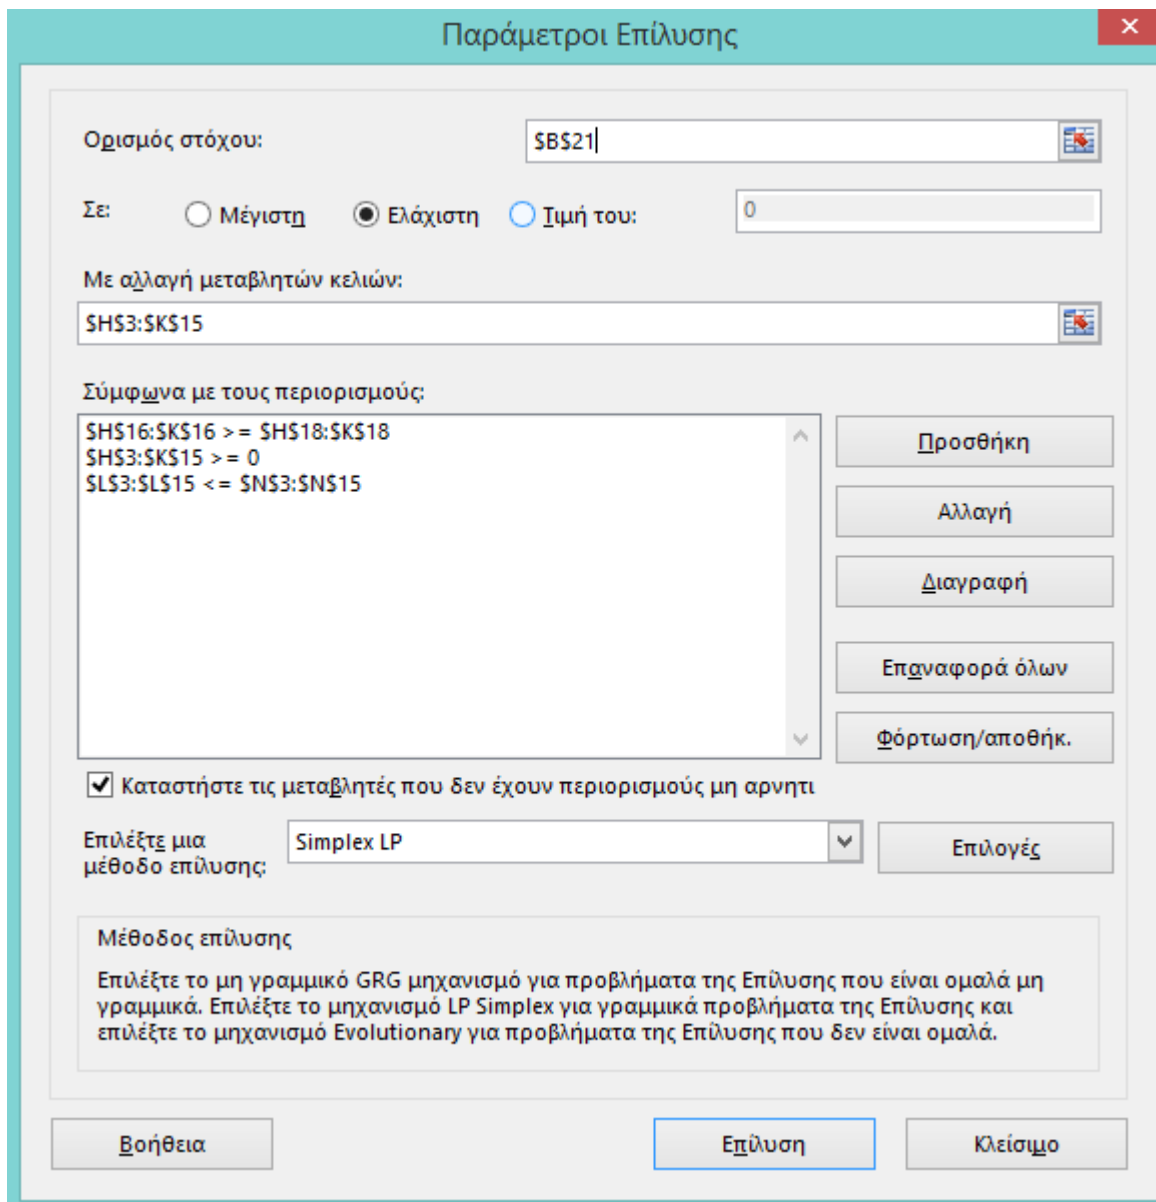 Παράμετροι Επίλυσης
Ορισμός στόχου:
$B$21
Σε:
Μέγιστη
Ελάχιστη
Τιμή του:
0
Με αλλαγή μεταβλητών κελιών:
$H$3:$K$15
Σύμφωνα με τους περιορισμούς:
$H$16:$K$16 >= $H$18:$K$18
$H$3:$K$15 >= 0
$L$3:$L$15 <= $N$3:$N$15
Προσθήκη
Αλλαγή
Διαγραφή
Επαναφορά όλων
Φόρτωση/αποθήκ.
Καταστήστε τις μεταβλητές που δεν έχουν περιορισμούς μη αρνητι
Επιλέξτε μια
μέθοδο επίλυσης:
Simplex LP
Επιλογές
Μέθοδος επίλυσης
Επιλέξτε το μη γραμμικό GRG μηχανισμό για προβλήματα της Επίλυσης που είναι ομαλά μη
γραμμικά. Επιλέξτε το μηχανισμό LP Simplex για γραμμικά προβλήματα της Επίλυσης και
επιλέξτε το μηχανισμό Evolutionary για προβλήματα της Επίλυσης που δεν είναι ομαλά.
Βοήθεια
Επίλυση
Κλείσιμο